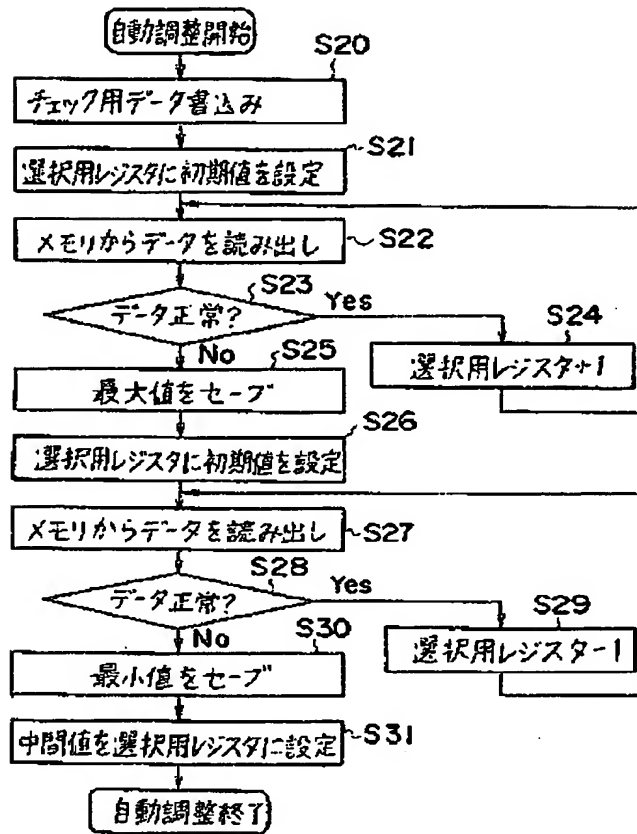 自動調整開始
S20
チェック用データ書込み
S21
選択用レジスタに初期値を設定
メモリからデータを読み出し
S22
S23
データ正常?
Yes
No
S24
選択用レジスタ+1
S25
最大値をセーブ
S26
選択用レジスタに初期値を設定
メモリからデータを読み出し
S27
S28
データ正常?
Yes
No
S29
選択用レジスタ-1
S30
最小値をセーブ
中間値を選択用レジスタに設定
S31
自動調整終了